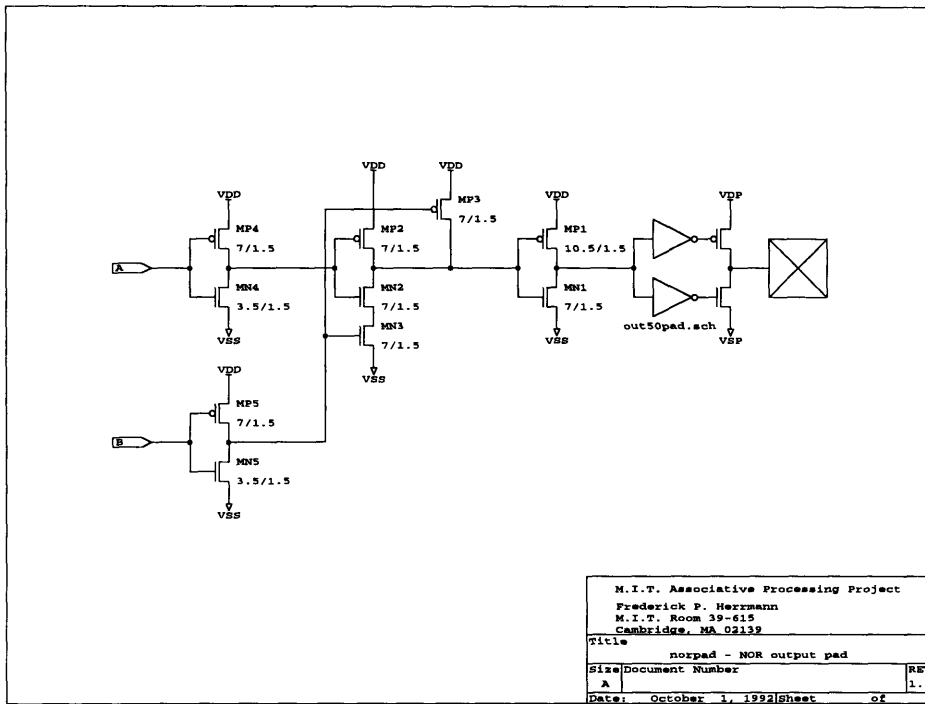 VDD
VDD
VDD
MP3
7/1.5
VDD
VDP
MP4
7/1.5
MP2
7/1.5
MP1
10.5/1.5
A
MN4
3.5/1.5
MN2
7/1.5
MN1
7/1.5
MN3
7/1.5
out50pad.sch
VSS
VSS
VSP
VSS
VDD
MP5
7/1.5
B
MN5
3.5/1.5
VSS
M.I.T. Associative Processing Project
Frederick P. Herrmann
M.I.T. Room 39-615
Cambridge, MA 02139
Title
norpad - NOR output pad
Size Document Number RE
A 1.
Date: October 1, 1992 Sheet of